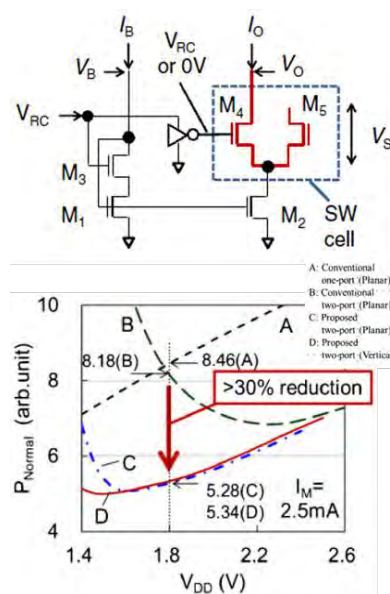 I_B
I_O
V_B
V_RC
or 0V
V_O
M_4
M_5
V_RC
V_S
M_3
M_1
M_2
SW
cell
A: Conventional
one-port (Planar)
B: Conventional
two-port (Planar)
C: Proposed
two-port (Planar)
D: Proposed
two-port (Vertica
10
B
A
8.18(B)
8.46(A)
8
>30% reduction
P_Normal (arb.unit)
6
C
5.28(C)
5.34(D)
I_M=
2.5mA
D
4
1.4
1.8
2.2
2.6
V_DD (V)